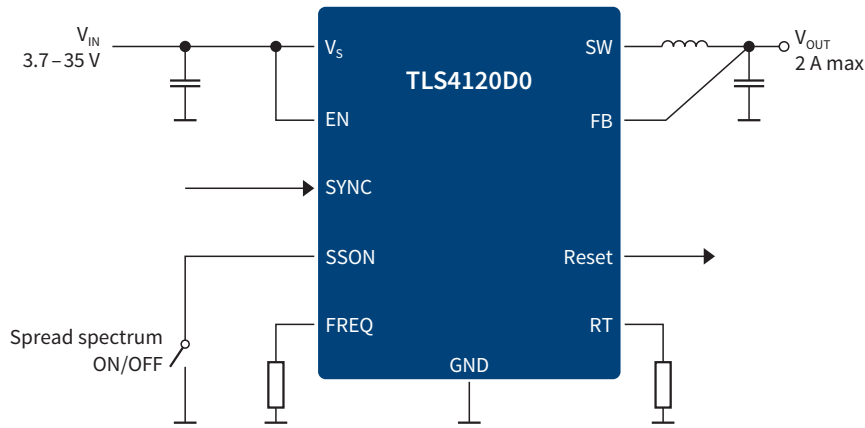 VIN
3.7–35 V
VS
SW
VOUT
2 A max
TLS4120D0
EN
FB
SYNC
SSON
Reset
Spread spectrum
ON/OFF
FREQ
RT
GND